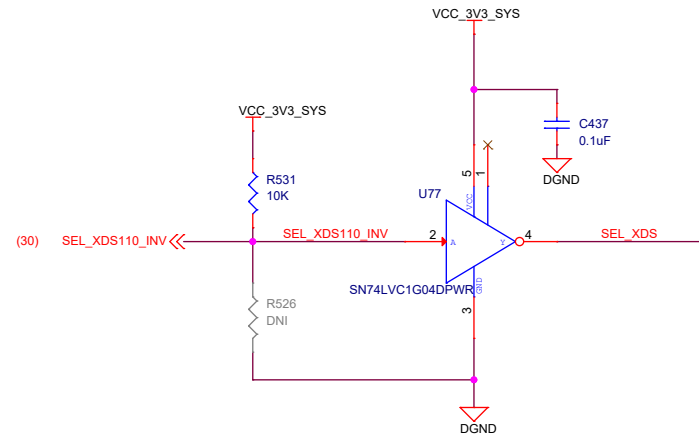 VCC_3V3_SYS
C437
0.1uF
DGND
VCC_3V3_SYS
R531
10K
5
1
U77
VCC
(30) SEL_XDS110_INV
SEL_XDS110_INV
2
A
Y
4
SEL_XDS
SN74LVC1G04DPWR
GND
3
R526
DNI
DGND